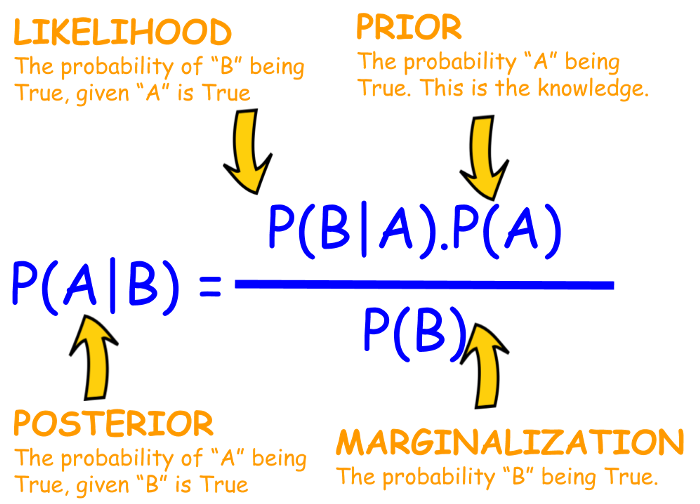 LIKELIHOOD
The probability of “B” being
True, given “A” is True
PRIOR
The probability “A” being
True. This is the knowledge.
P(B|A).P(A)
P(A|B) =
P(B)
POSTERIOR
The probability of “A” being
True, given “B” is True
MARGINALIZATION
The probability “B” being True.